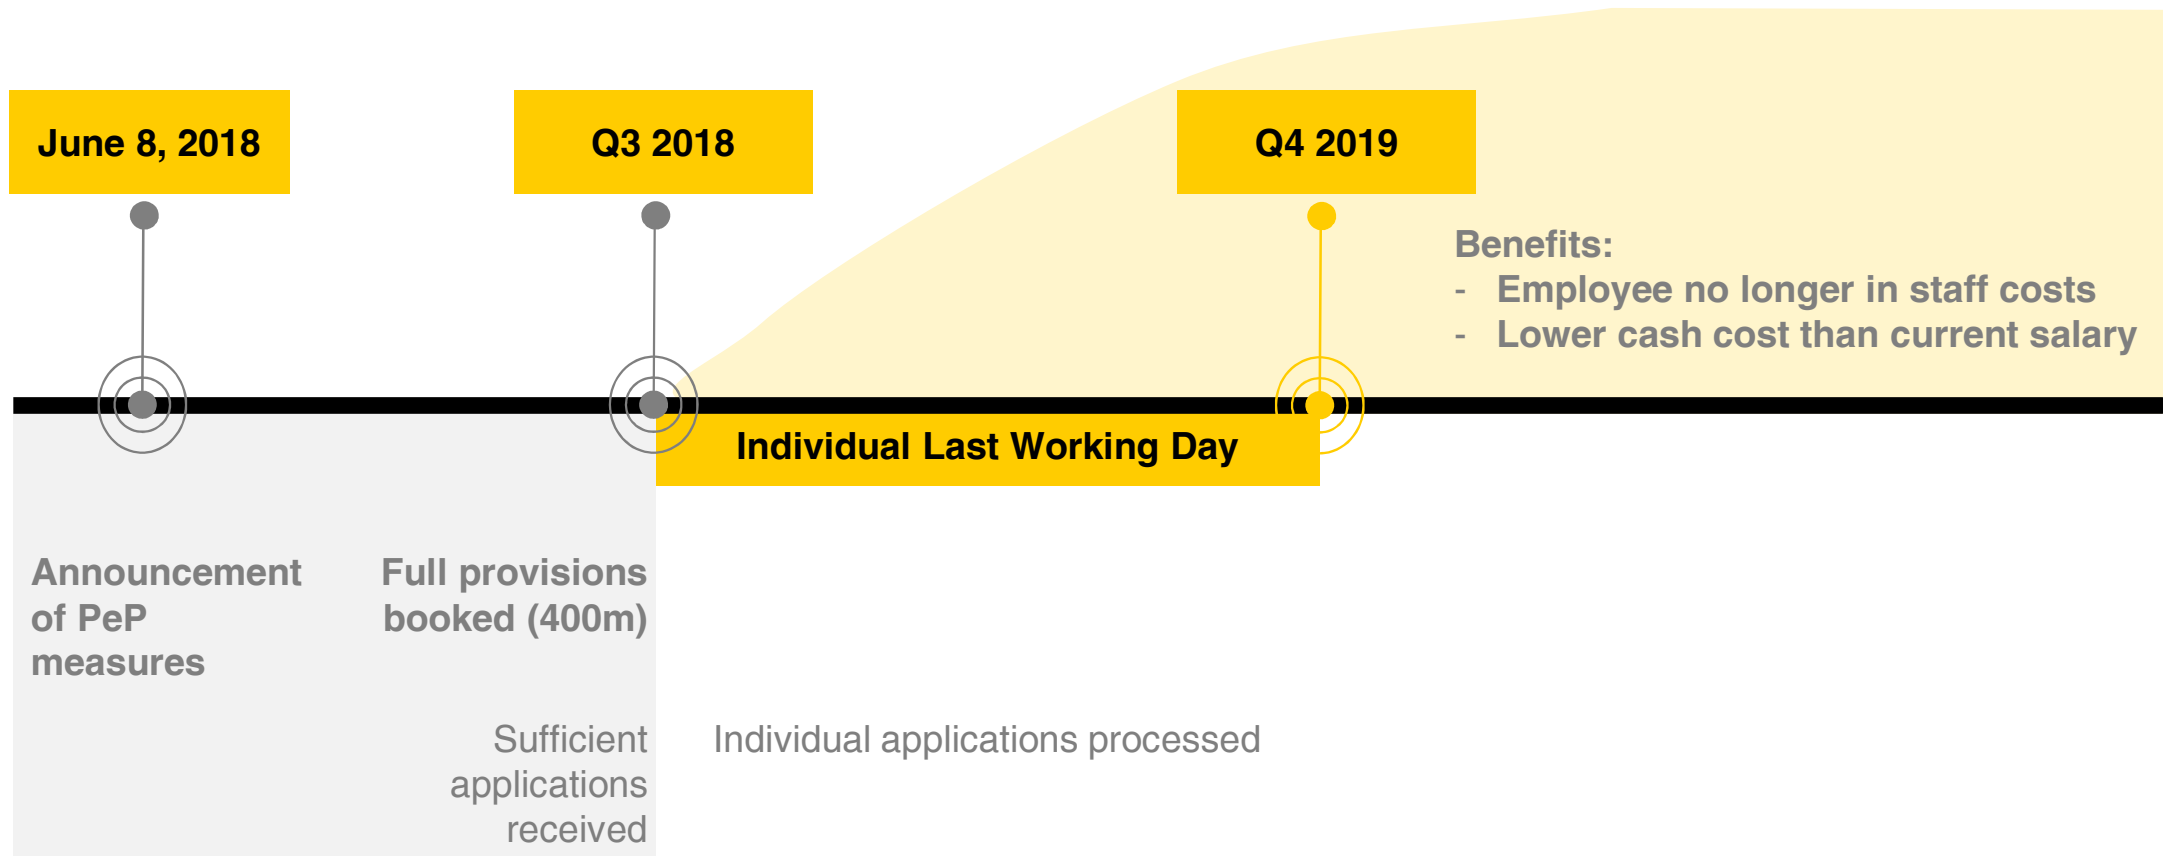 June 8, 2018
Q3 2018
Q4 2019
Benefits:
- Employee no longer in staff costs
- Lower cash cost than current salary
Individual Last Working Day
Announcement
of PeP
measures
Full provisions
booked (400m)
Sufficient
applications
received
Individual applications processed